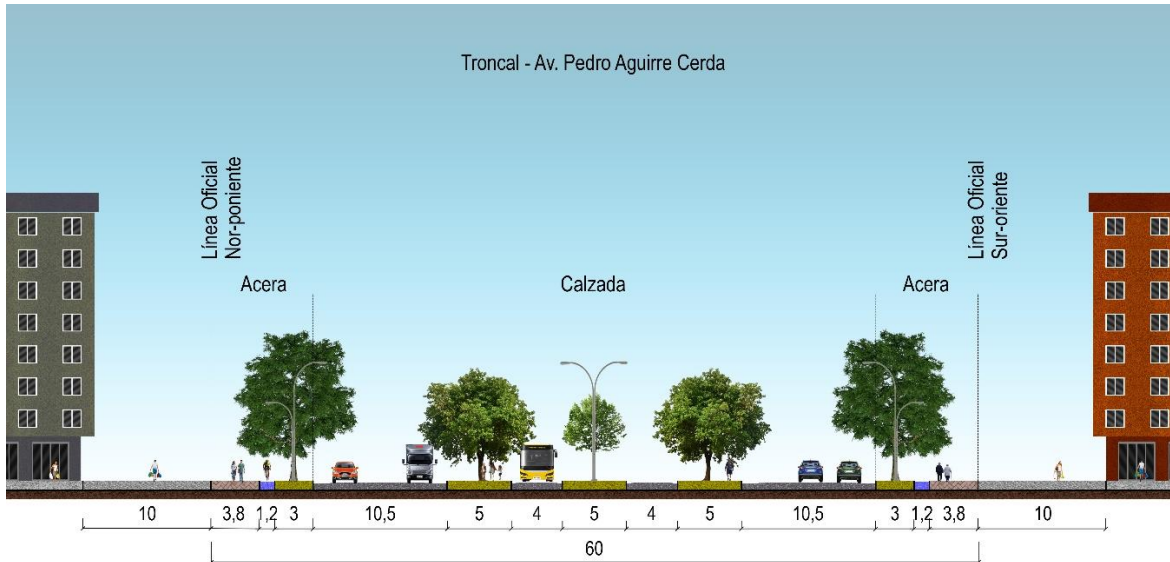 Troncal - Av. Pedro Aguirre Cerda
Línea Oficial
Nor-poniente
Línea Oficial
Sur-oriente
Acera
Calzada
Acera
10 3,8 1,2 3 10,5 5 4 5 4 5 10,5 3 1,2 3,8 10
60